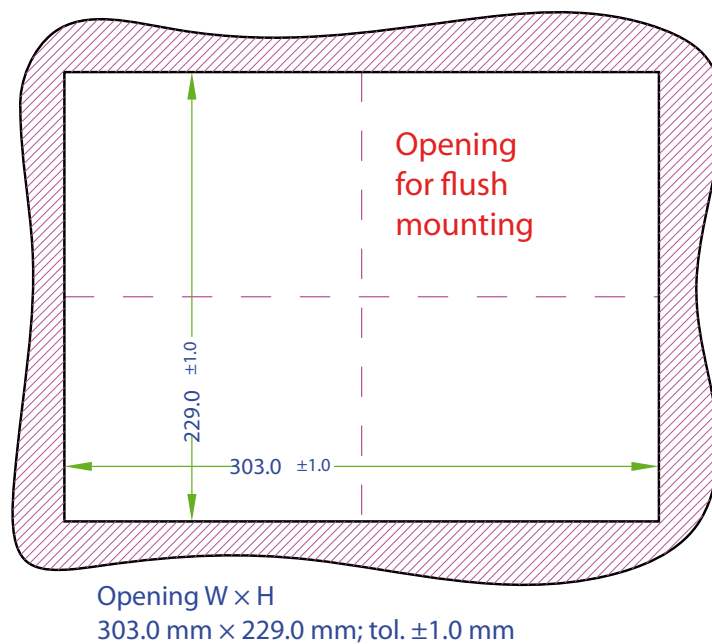 Opening
for flush
mounting
229.0 ±1.0
303.0 ±1.0
Opening W × H
303.0 mm × 229.0 mm; tol. ±1.0 mm